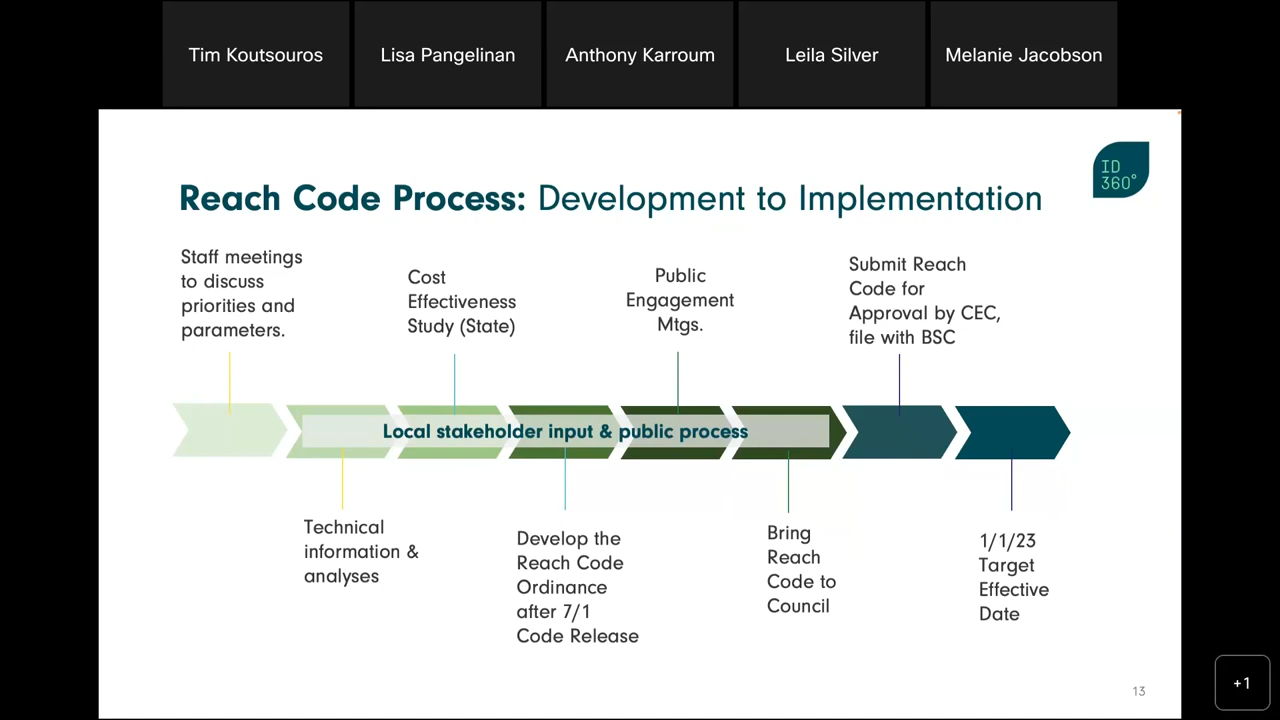 Tim Koutsouros
Lisa Pangelinan
Anthony Karroum
Leila Silver
Melanie Jacobson
ID
360°
Reach Code Process: Development to Implementation
Staff meetings
to discuss
priorities and
parameters.
Cost
Effectiveness
Study (State)
Public
Engagement
Mtgs.
Submit Reach
Code for
Approval by CEC,
file with BSC
Local stakeholder input & public process
Technical
information &
analyses
Develop the
Reach Code
Ordinance
after 7/1
Code Release
Bring
Reach
Code to
Council
1/1/23
Target
Effective
Date
13
+1